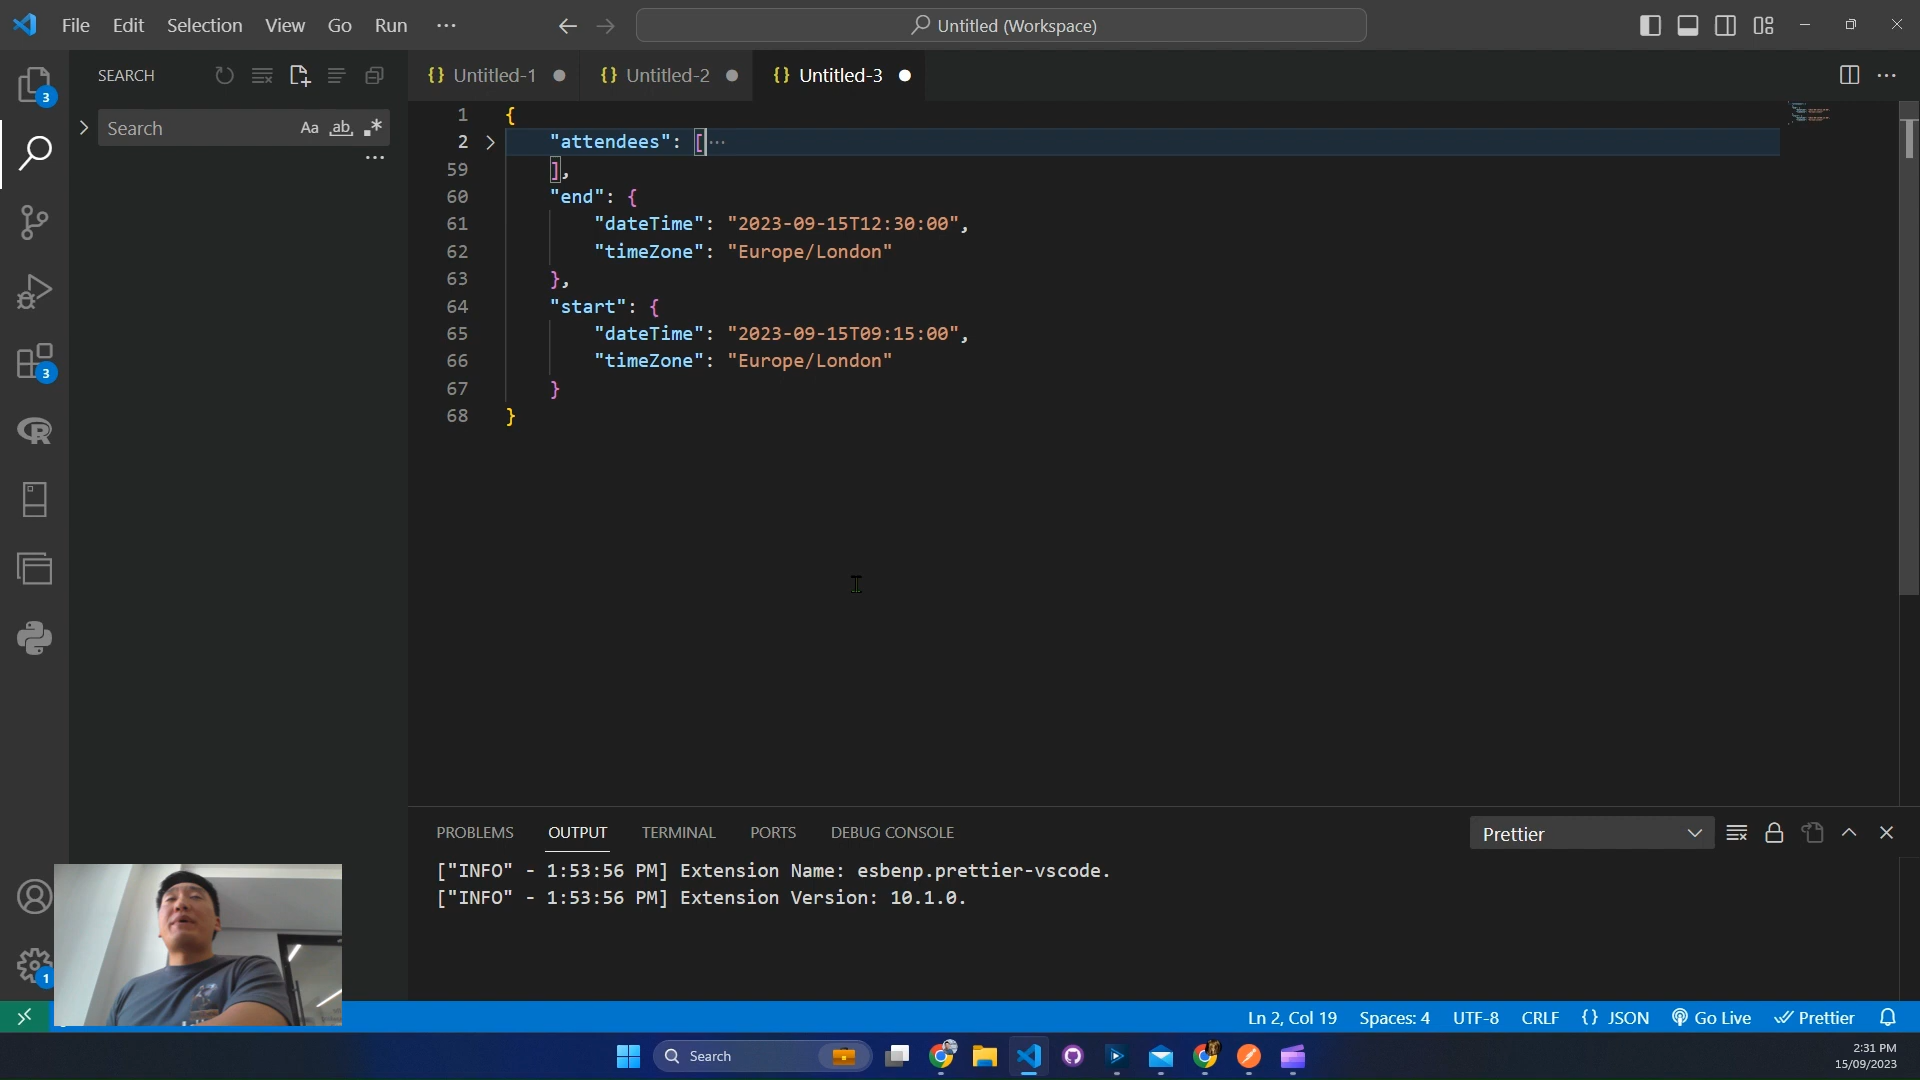 File Edit Selection View Go Run ···
Untitled (Workspace)
SEARCH
Search
Aa ab
···
3
3
1
{} Untitled-1
{} Untitled-2
{} Untitled-3
···
1 {
2 "attendees": [···
59 ],
60 "end": {
61 "dateTime": "2023-09-15T12:30:00",
62 "timeZone": "Europe/London"
63 },
64 "start": {
65 "dateTime": "2023-09-15T09:15:00",
66 "timeZone": "Europe/London"
67 }
68 }
PROBLEMS OUTPUT TERMINAL PORTS DEBUG CONSOLE
Prettier
["INFO" - 1:53:56 PM] Extension Name: esbenp.prettier-vscode.
["INFO" - 1:53:56 PM] Extension Version: 10.1.0.
Ln 2, Col 19 Spaces: 4 UTF-8 CRLF {} JSON Go Live Prettier
Search
2:31 PM
15/09/2023